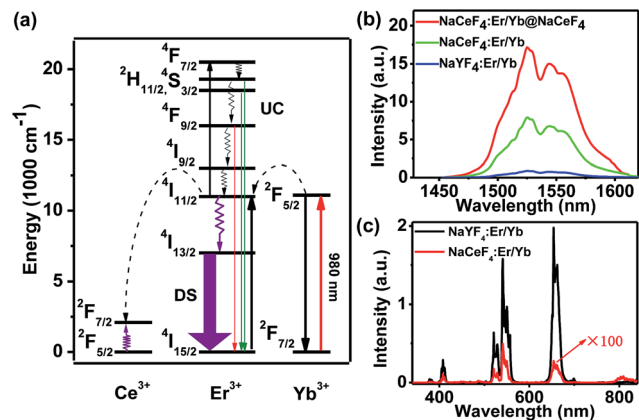 (a)
Energy (1000 cm⁻¹)
20
15
10
5
0
⁴F₇/₂
²H₁₁/₂, ⁴S₃/₂
⁴F₉/₂
⁴I₉/₂
⁴I₁₁/₂
⁴I₁₃/₂
⁴I₁₅/₂
UC
DS
²F₅/₂
²F₇/₂
980 nm
²F₇/₂
²F₅/₂
Ce³⁺
Er³⁺
Yb³⁺
(b)
NaCeF₄:Er/Yb@NaCeF₄
NaCeF₄:Er/Yb
NaYF₄:Er/Yb
Intensity (a.u.)
20
15
10
5
0
1450 1500 1550 1600
Wavelength (nm)
(c)
NaYF₄:Er/Yb
NaCeF₄:Er/Yb
×100
Intensity (a.u.)
2
1
0
400 500 600 700 800
Wavelength (nm)